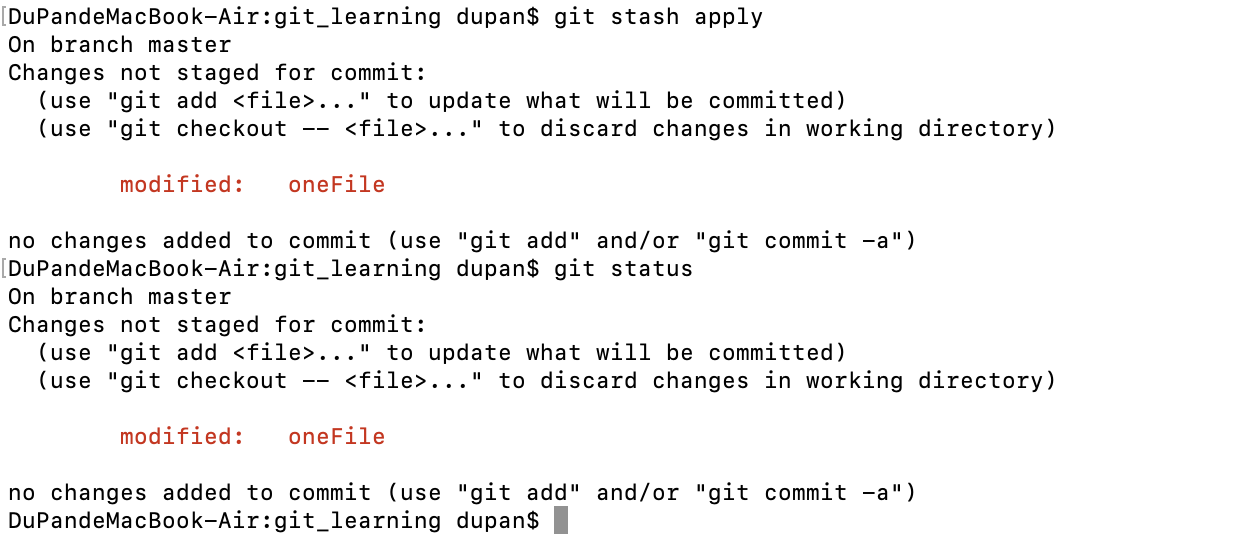 [DuPandeMacBook-Air:git_learning dupan$ git stash apply
On branch master
Changes not staged for commit:
  (use "git add <file>..." to update what will be committed)
  (use "git checkout -- <file>..." to discard changes in working directory)
        modified:   oneFile
no changes added to commit (use "git add" and/or "git commit -a")
[DuPandeMacBook-Air:git_learning dupan$ git status
On branch master
Changes not staged for commit:
  (use "git add <file>..." to update what will be committed)
  (use "git checkout -- <file>..." to discard changes in working directory)
        modified:   oneFile
no changes added to commit (use "git add" and/or "git commit -a")
DuPandeMacBook-Air:git_learning dupan$